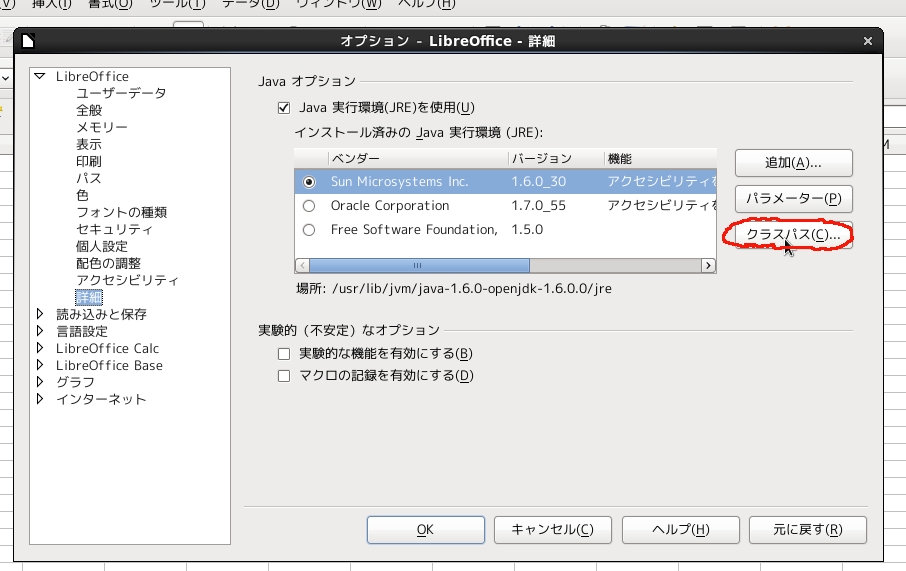 (V) 挿入(I) 書式(O) ツール(T) データ(D) ウィンドウ(W) ヘルプ(H)
オプション - LibreOffice - 詳細
LibreOffice
ユーザーデータ
全般
メモリー
表示
印刷
パス
色
フォントの種類
セキュリティ
個人設定
配色の調整
アクセシビリティ
詳細
読み込みと保存
言語設定
LibreOffice Calc
LibreOffice Base
グラフ
インターネット
Java オプション
Java 実行環境(JRE)を使用(U)
インストール済みの Java 実行環境 (JRE):
ベンダー バージョン 機能
Sun Microsystems Inc. 1.6.0_30 アクセシビリティを
Oracle Corporation 1.7.0_55 アクセシビリティを
Free Software Foundation, 1.5.0
追加(A)...
パラメーター(P)
クラスパス(C)...
場所: /usr/lib/jvm/java-1.6.0-openjdk-1.6.0.0/jre
実験的（不安定）なオプション
実験的な機能を有効にする(B)
マクロの記録を有効にする(D)
OK キャンセル(C) ヘルプ(H) 元に戻す(R)
M